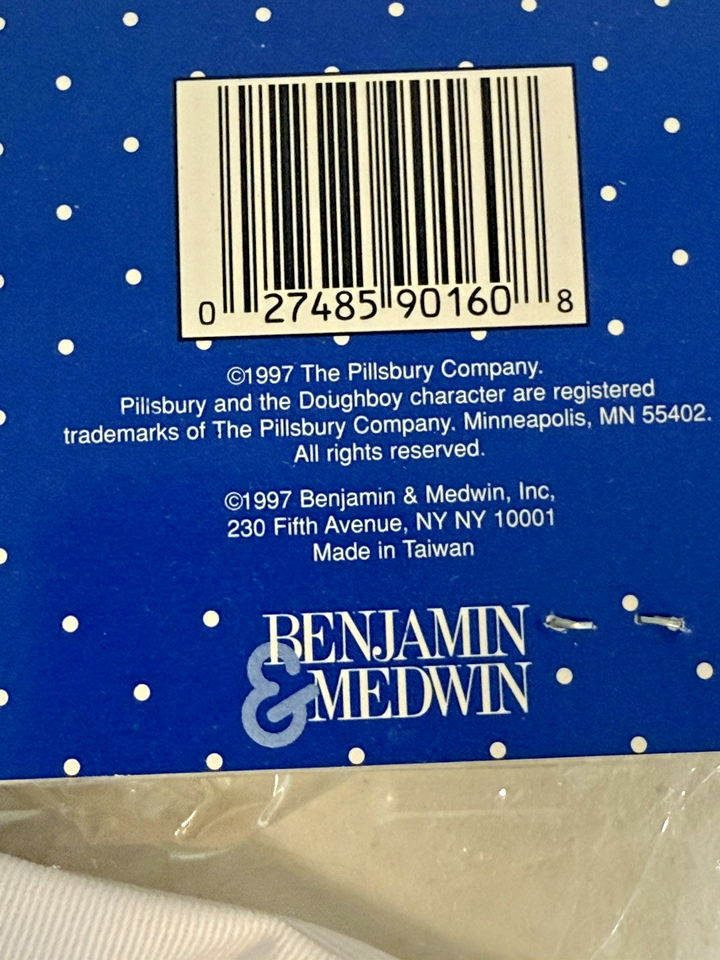 0 27485 90160 8
©1997 The Pillsbury Company.
Pillsbury and the Doughboy character are registered
trademarks of The Pillsbury Company. Minneapolis, MN 55402.
All rights reserved.
©1997 Benjamin & Medwin, Inc,
230 Fifth Avenue, NY NY 10001
Made in Taiwan
BENJAMIN
& MEDWIN